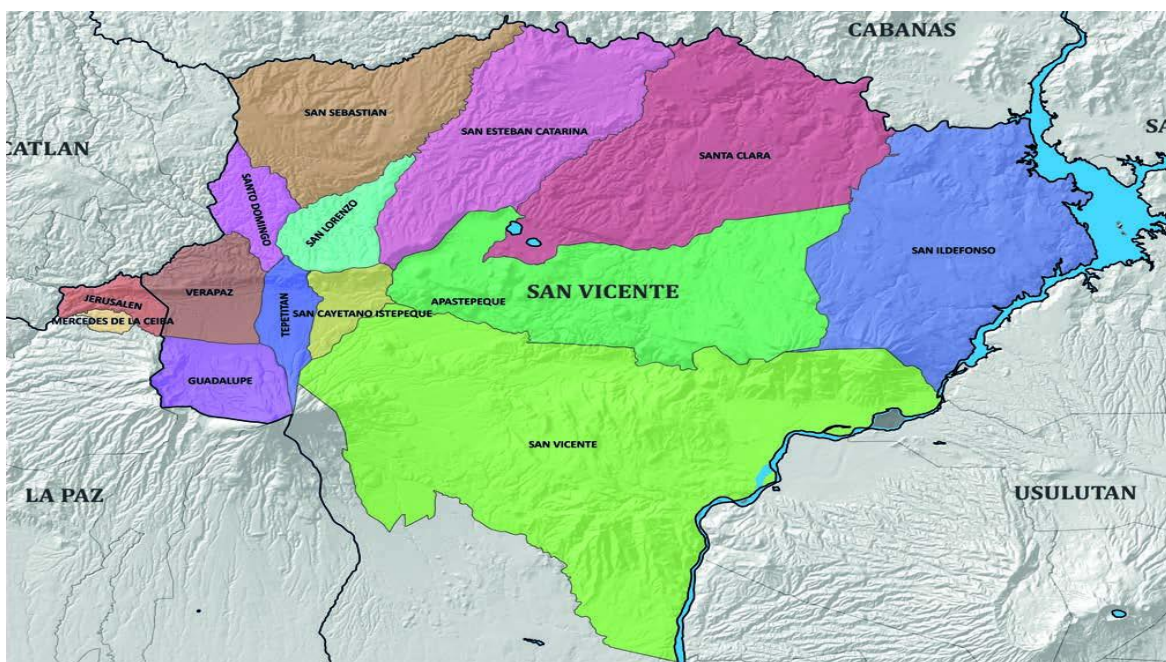 CABANAS
SAN SEBASTIAN
SAN ESTEBAN CATARINA
SA
CATLAN
SANTA CLARA
SANTO DOMINGO
SAN LORENZO
SAN ILDEFONSO
VERAPAZ
SAN VICENTE
JERUSALEN
APASTEPEQUE
TEPETITAN
SAN CAYETANO ISTEPEQUE
MERCEDES DE LA CEIBA
GUADALUPE
SAN VICENTE
LA PAZ
USULUTAN